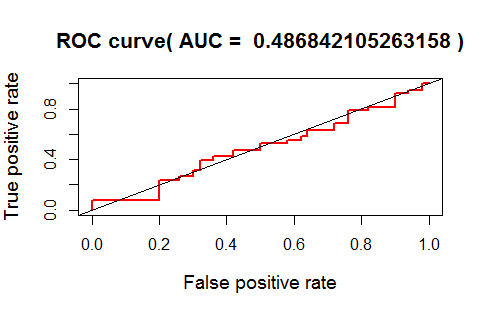 ROC curve( AUC =  0.486842105263158 )
True positive rate
0.8
0.4
0.0
0.0 0.2 0.4 0.6 0.8 1.0
False positive rate